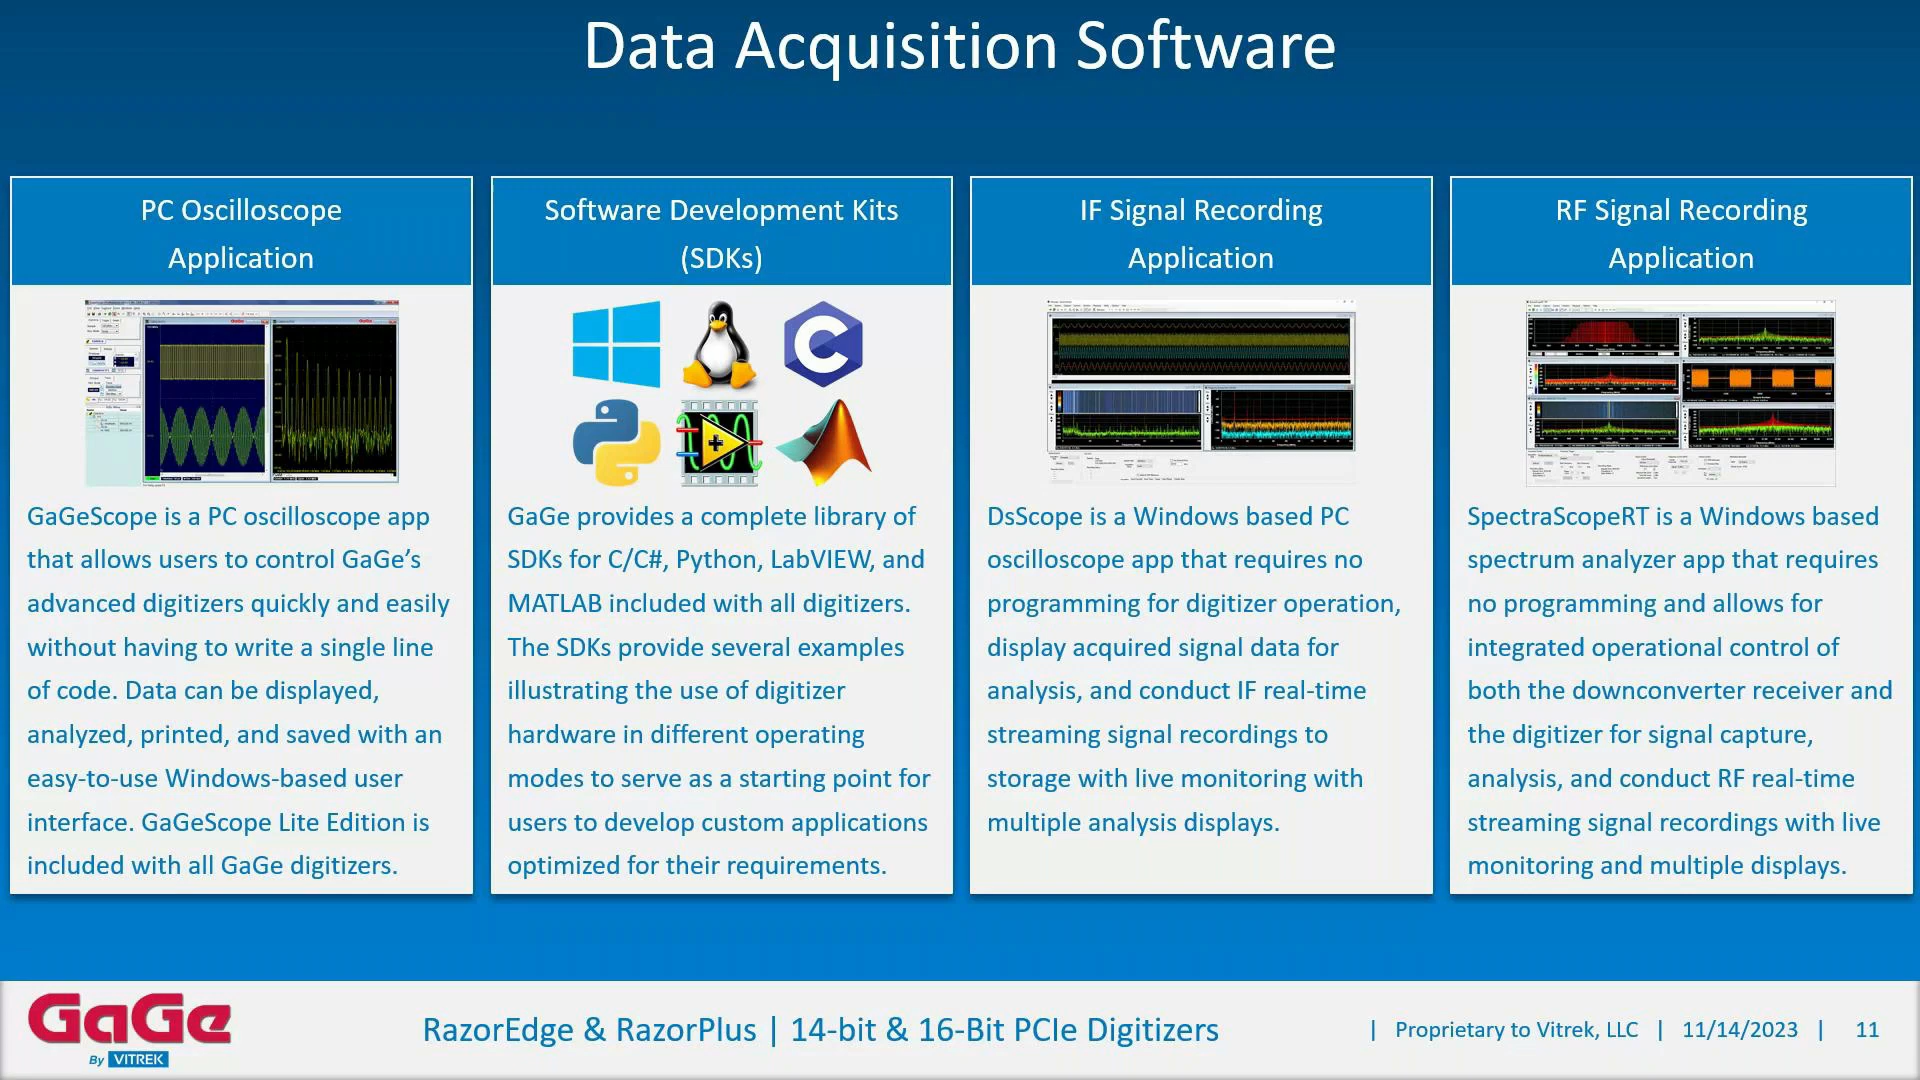 Data Acquisition Software
PC Oscilloscope
Application
GaGeScope is a PC oscilloscope app
that allows users to control GaGe’s
advanced digitizers quickly and easily
without having to write a single line
of code. Data can be displayed,
analyzed, printed, and saved with an
easy-to-use Windows-based user
interface. GaGeScope Lite Edition is
included with all GaGe digitizers.
Software Development Kits
(SDKs)
C
GaGe provides a complete library of
SDKs for C/C#, Python, LabVIEW, and
MATLAB included with all digitizers.
The SDKs provide several examples
illustrating the use of digitizer
hardware in different operating
modes to serve as a starting point for
users to develop custom applications
optimized for their requirements.
IF Signal Recording
Application
DsScope is a Windows based PC
oscilloscope app that requires no
programming for digitizer operation,
display acquired signal data for
analysis, and conduct IF real-time
streaming signal recordings to
storage with live monitoring with
multiple analysis displays.
RF Signal Recording
Application
SpectraScopeRT is a Windows based
spectrum analyzer app that requires
no programming and allows for
integrated operational control of
both the downconverter receiver and
the digitizer for signal capture,
analysis, and conduct RF real-time
streaming signal recordings with live
monitoring and multiple displays.
GaGe
By VITREK
RazorEdge & RazorPlus | 14-bit & 16-Bit PCIe Digitizers
| Proprietary to Vitrek, LLC | 11/14/2023 | 11